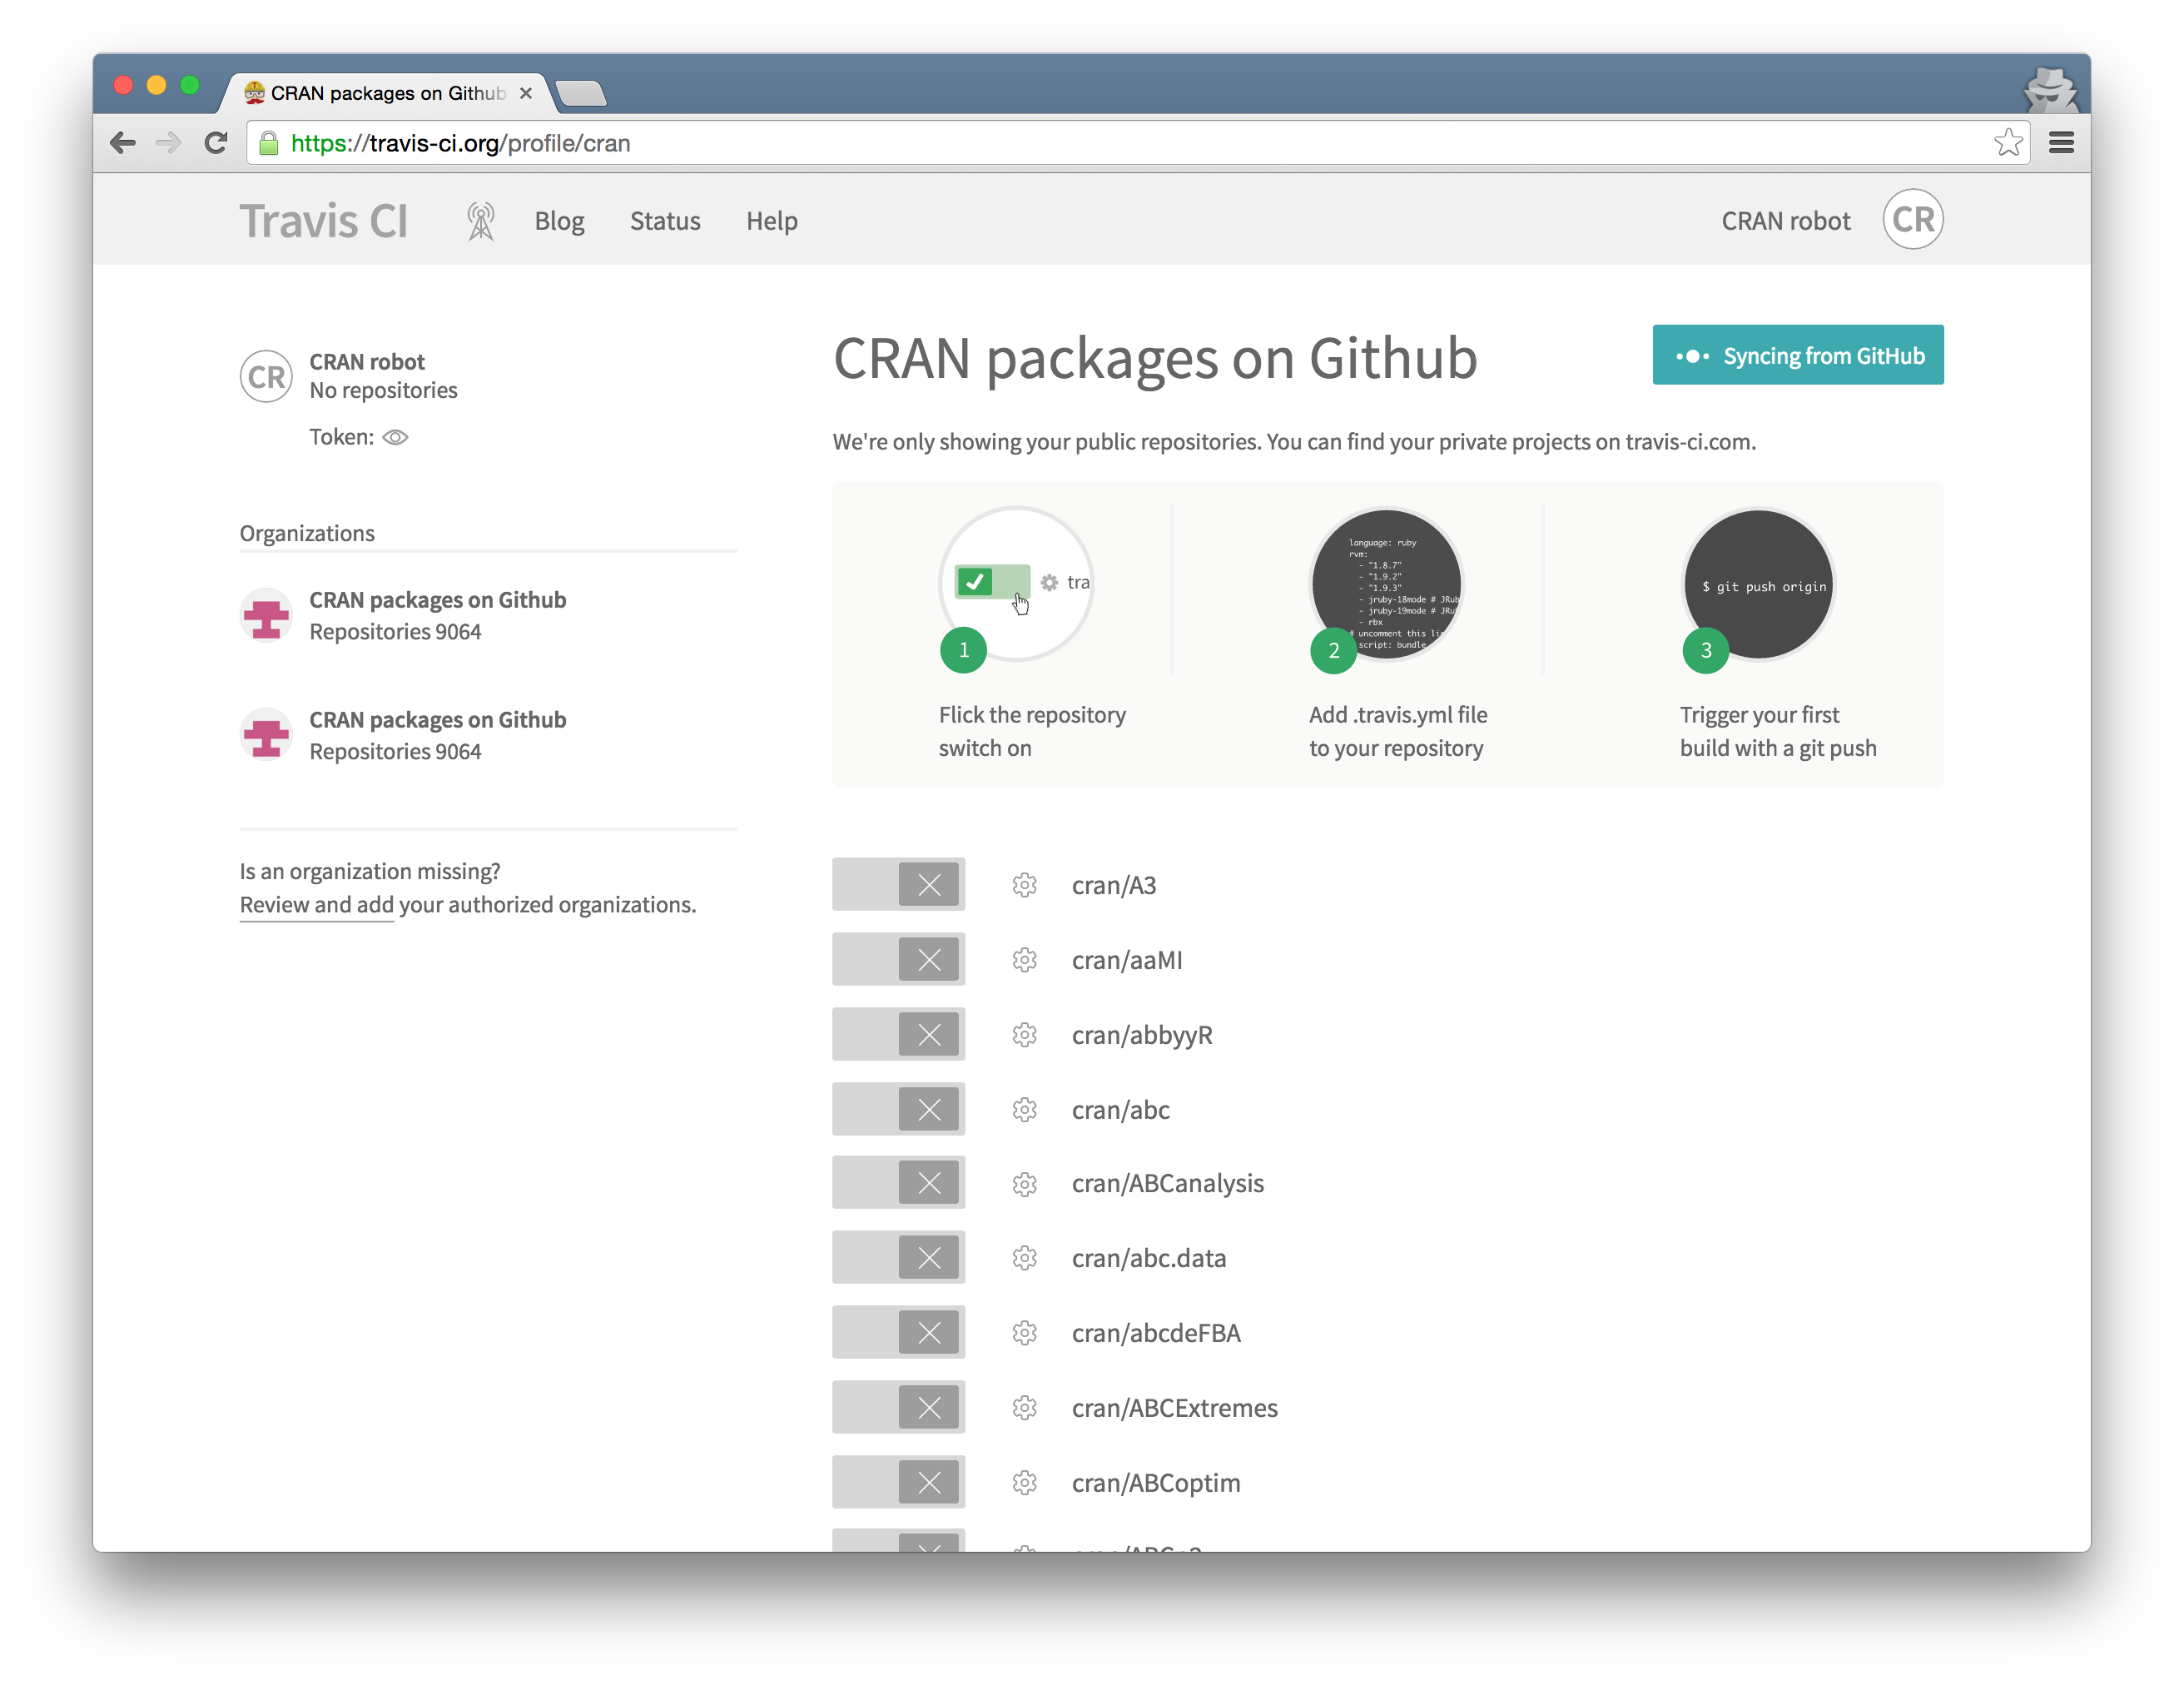 CRAN packages on Github
https://travis-ci.org/profile/cran
Travis CI
Blog
Status
Help
CRAN robot
CR
CR
CRAN robot
No repositories
Token:
Organizations
CRAN packages on Github
Repositories 9064
CRAN packages on Github
Repositories 9064
Is an organization missing?
Review and add your authorized organizations.
CRAN packages on Github
Syncing from GitHub
We're only showing your public repositories. You can find your private projects on travis-ci.com.
tra
1
Flick the repository
switch on
language: ruby
rvm:
- "1.8.7"
- "1.9.2"
- "1.9.3"
- jruby-18mode # JRub
- jruby-19mode # JRu
- rbx
# uncomment this li
script: bundle
2
Add .travis.yml file
to your repository
$ git push origin
3
Trigger your first
build with a git push
cran/A3
cran/aaMI
cran/abbyyR
cran/abc
cran/ABCanalysis
cran/abc.data
cran/abcdeFBA
cran/ABCExtremes
cran/ABCoptim